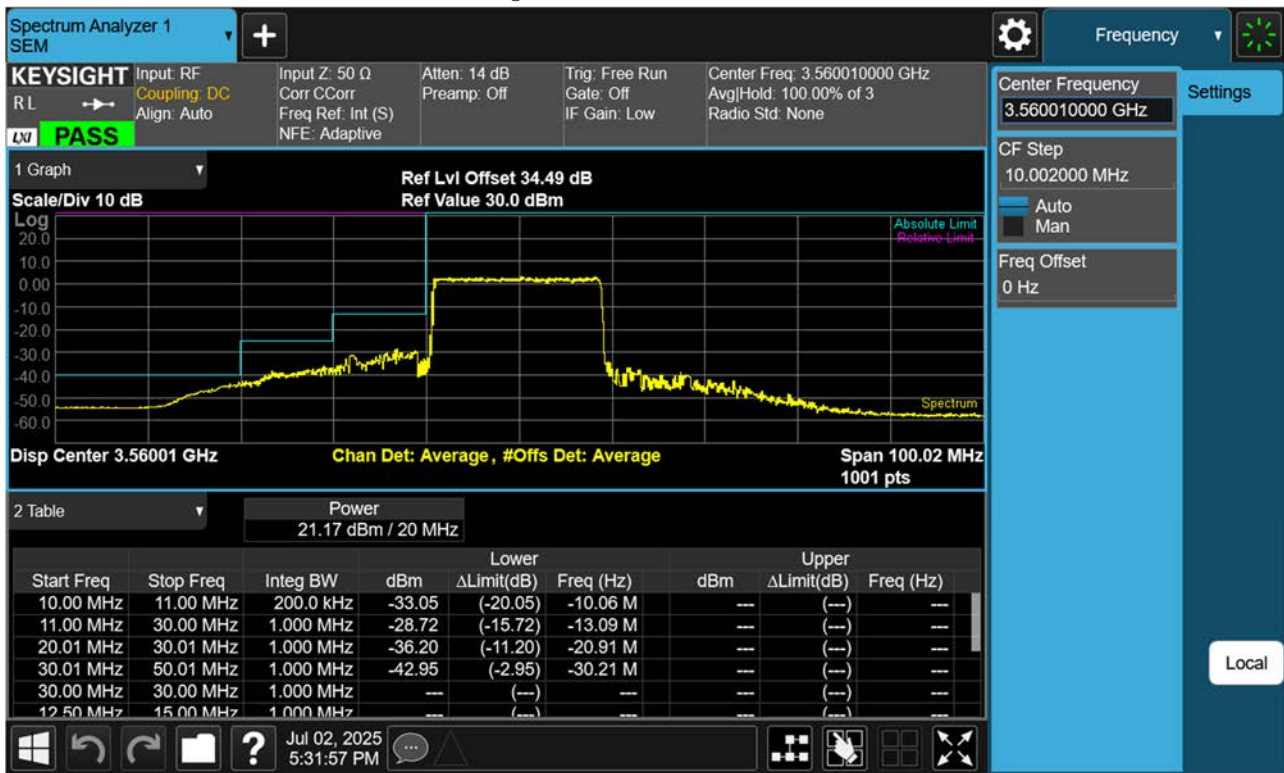 Spectrum Analyzer 1
SEM
Frequency
KEYSIGHT
R L
LXI PASS
Input: RF
Coupling: DC
Align: Auto
Input Z: 50 Ω
Corr CCorr
Freq Ref: Int (S)
NFE: Adaptive
Atten: 14 dB
Preamp: Off
Trig: Free Run
Gate: Off
IF Gain: Low
Center Freq: 3.560010000 GHz
Avg|Hold: 100.00% of 3
Radio Std: None
Center Frequency
3.560010000 GHz
Settings
CF Step
10.002000 MHz
Auto
Man
Freq Offset
0 Hz
1 Graph
Scale/Div 10 dB
Ref Lvl Offset 34.49 dB
Ref Value 30.0 dBm
Log
20.0
10.0
0.00
-10.0
-20.0
-30.0
-40.0
-50.0
-60.0
Absolute Limit
Relative Limit
Spectrum
Disp Center 3.56001 GHz
Chan Det: Average, #Offs Det: Average
Span 100.02 MHz
1001 pts
2 Table
Power
21.17 dBm / 20 MHz
Lower Upper
Start Freq Stop Freq Integ BW dBm ΔLimit(dB) Freq (Hz) dBm ΔLimit(dB) Freq (Hz)
10.00 MHz 11.00 MHz 200.0 kHz -33.05 (-20.05) -10.06 M --- (---) ---
11.00 MHz 30.00 MHz 1.000 MHz -28.72 (-15.72) -13.09 M --- (---) ---
20.01 MHz 30.01 MHz 1.000 MHz -36.20 (-11.20) -20.91 M --- (---) ---
30.01 MHz 50.01 MHz 1.000 MHz -42.95 (-2.95) -30.21 M --- (---) ---
30.00 MHz 30.00 MHz 1.000 MHz --- (---) --- --- (---) ---
12.50 MHz 15.00 MHz 1.000 MHz --- (---) --- --- (---) ---
Local
Jul 02, 2025
5:31:57 PM